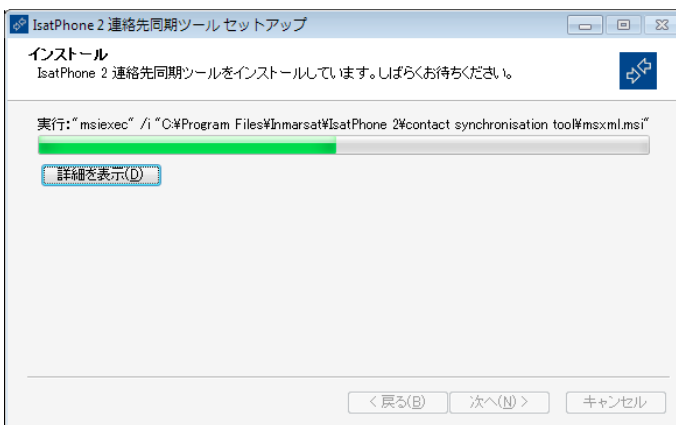 IsatPhone 2 連絡先同期ツール セットアップ
インストール
IsatPhone 2 連絡先同期ツールをインストールしています。しばらくお待ちください。
実行:"msiexec" /i "C:¥Program Files¥Inmarsat¥IsatPhone 2¥contact synchronisation tool¥msxml.msi"
詳細を表示(D)
< 戻る(B) 次へ(N) > キャンセル